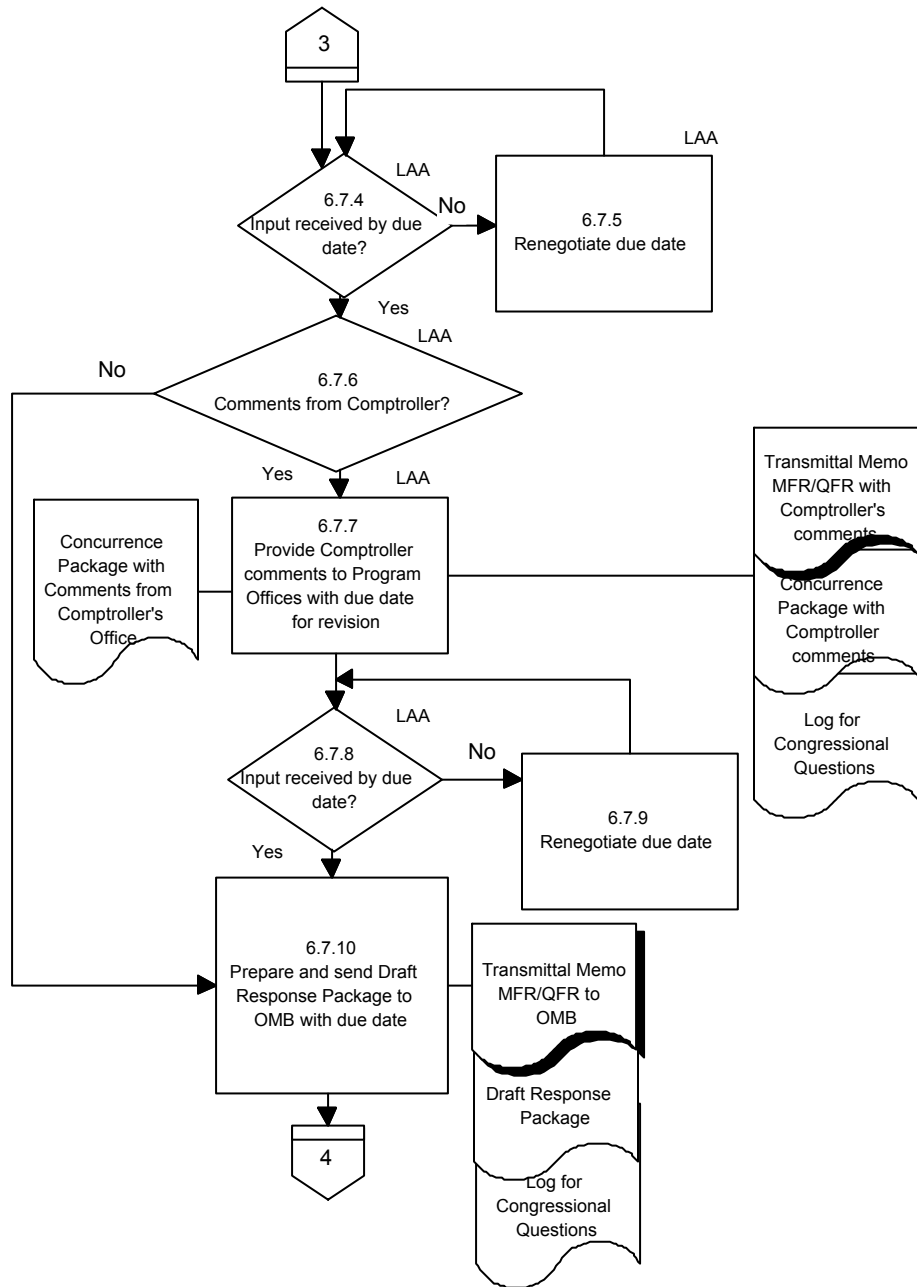 3
LAA
6.7.4
Input received by due
date?
No
LAA
6.7.5
Renegotiate due date
Yes
LAA
No
6.7.6
Comments from Comptroller?
Yes
LAA
6.7.7
Provide Comptroller
comments to Program
Offices with due date
for revision
Concurrence
Package with
Comments from
Comptroller's
Office
Transmittal Memo
MFR/QFR with
Comptroller's
comments
Concurrence
Package with
Comptroller
comments
Log for
Congressional
Questions
LAA
6.7.8
Input received by due
date?
No
6.7.9
Renegotiate due date
Yes
6.7.10
Prepare and send Draft
Response Package to
OMB with due date
Transmittal Memo
MFR/QFR to
OMB
Draft Response
Package
Log for
Congressional
Questions
4